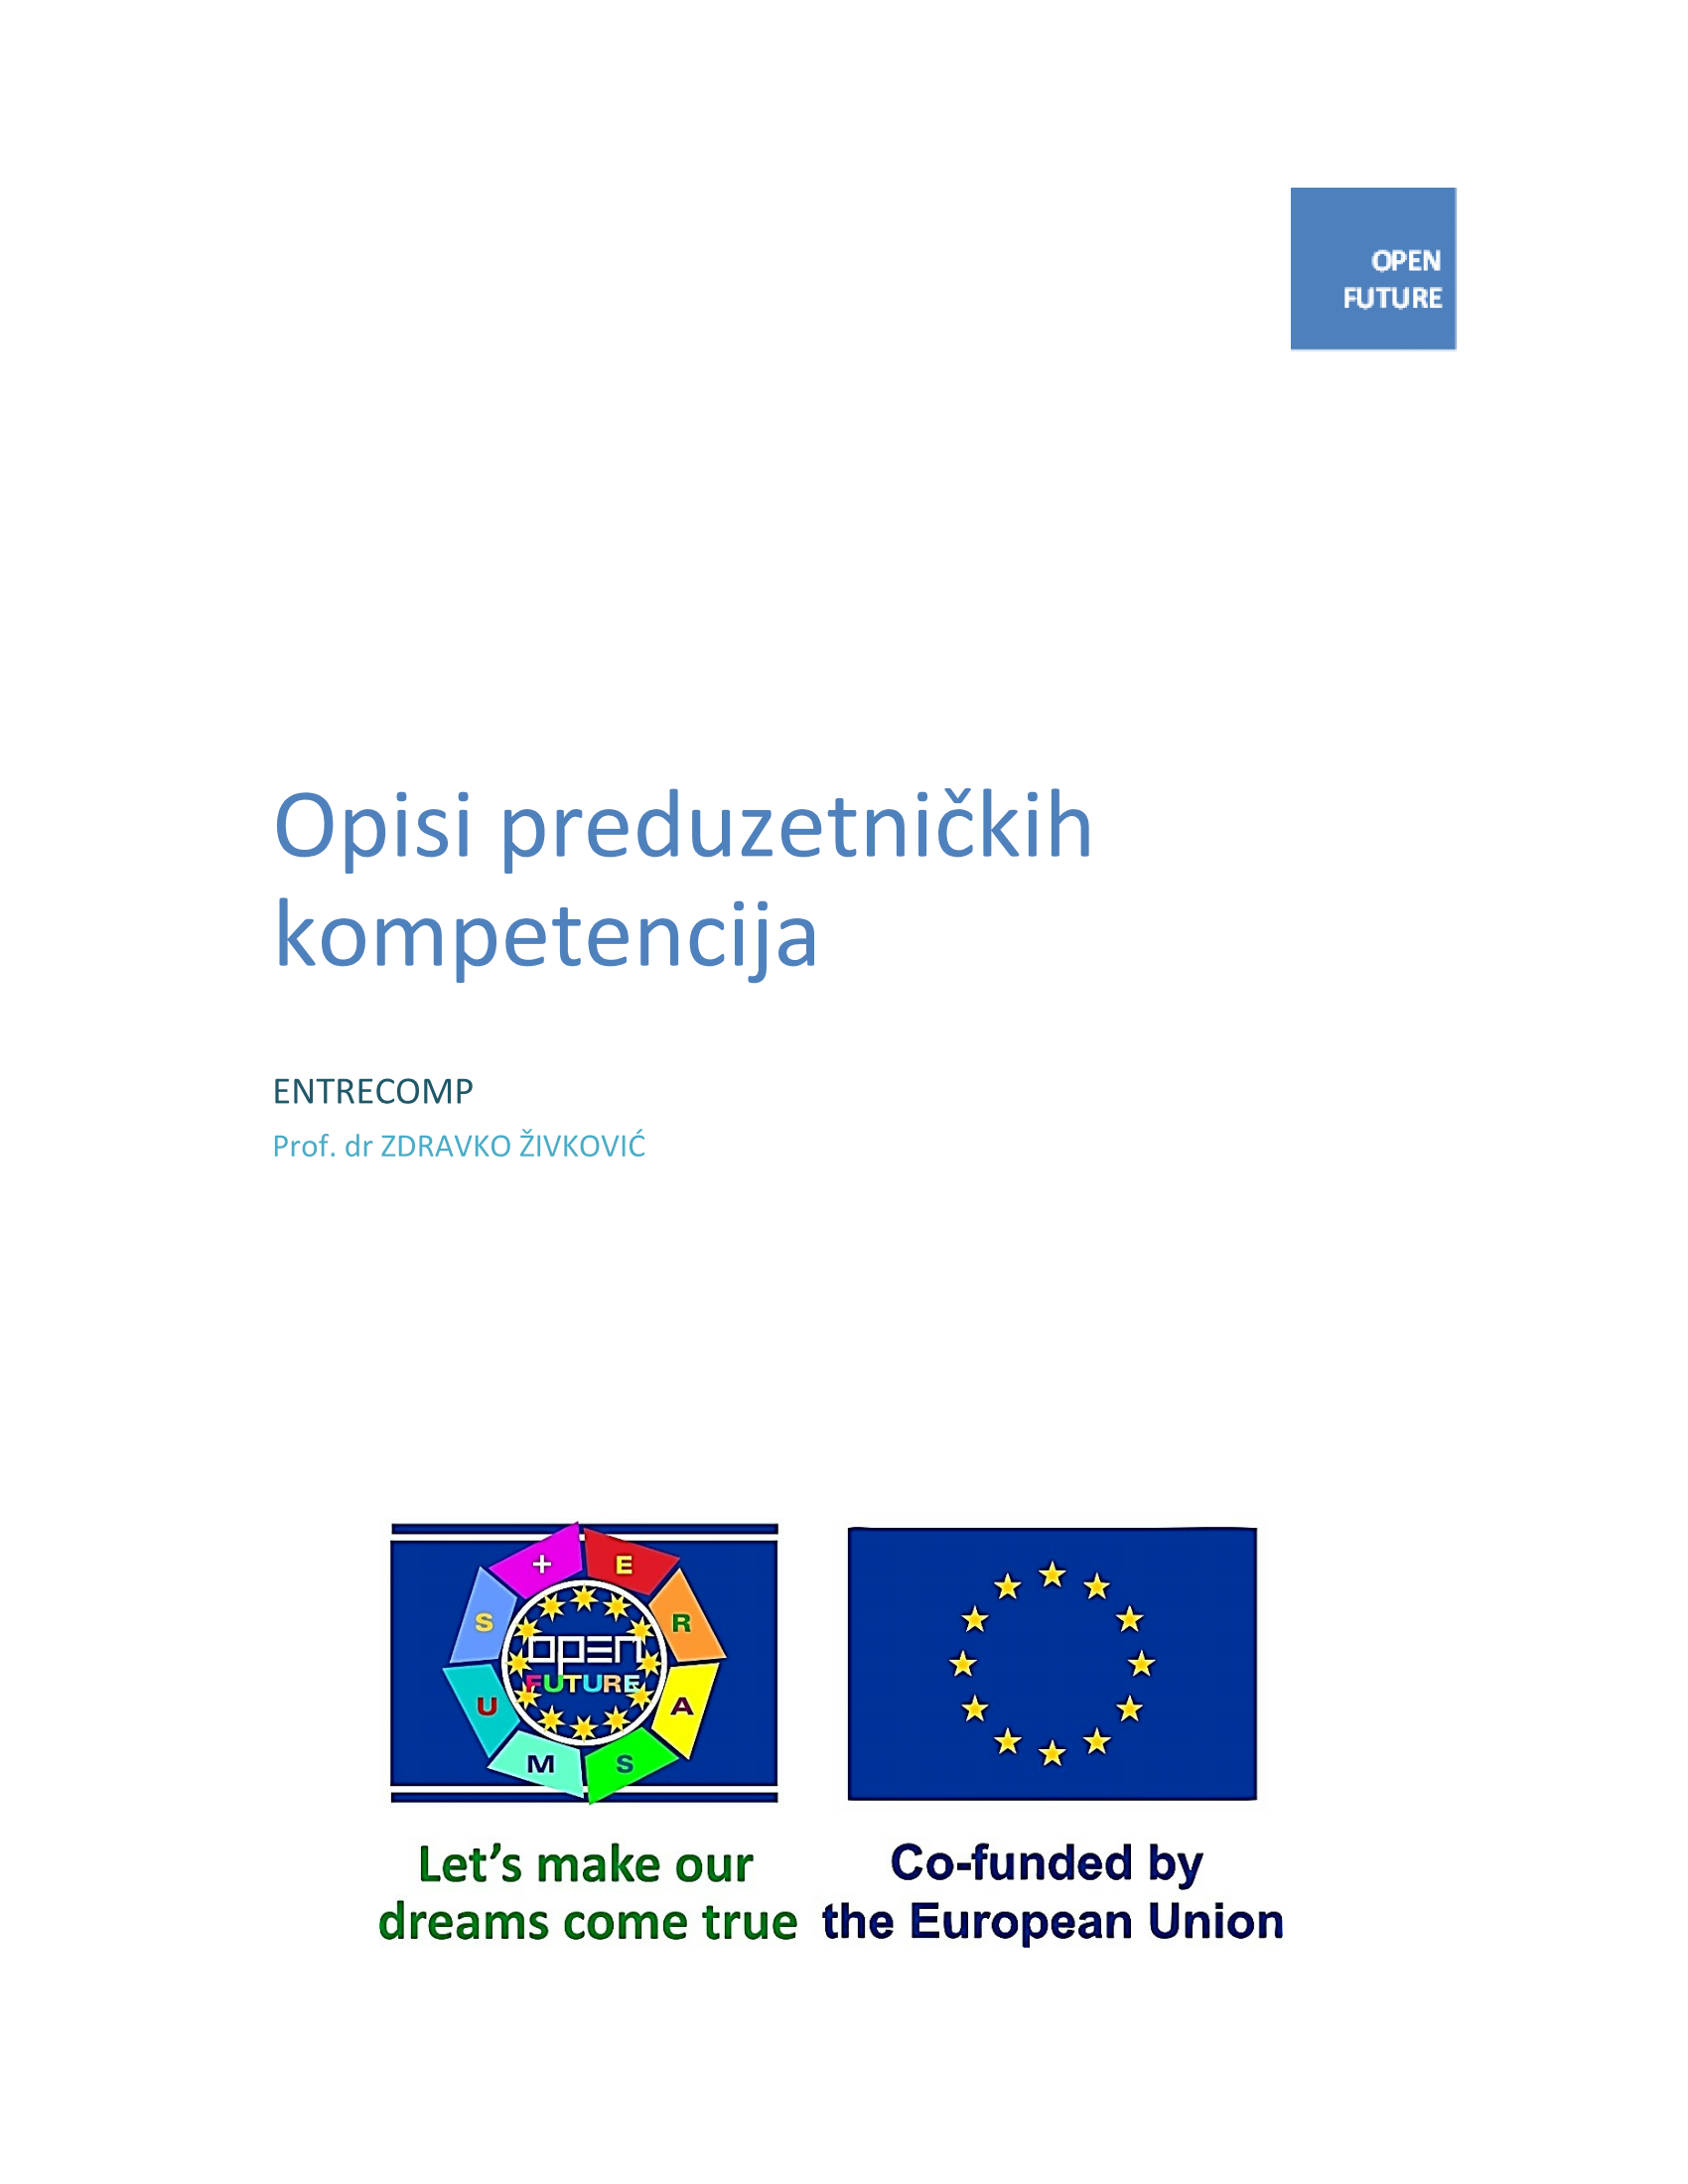 OPEN
FUTURE
Opisi preduzetničkih
kompetencija
ENTRECOMP
Prof. dr ZDRAVKO ŽIVKOVIĆ
+ E
S R
OPEN
FUTURE
U A
M S
Let’s make our
dreams come true
Co-funded by
the European Union